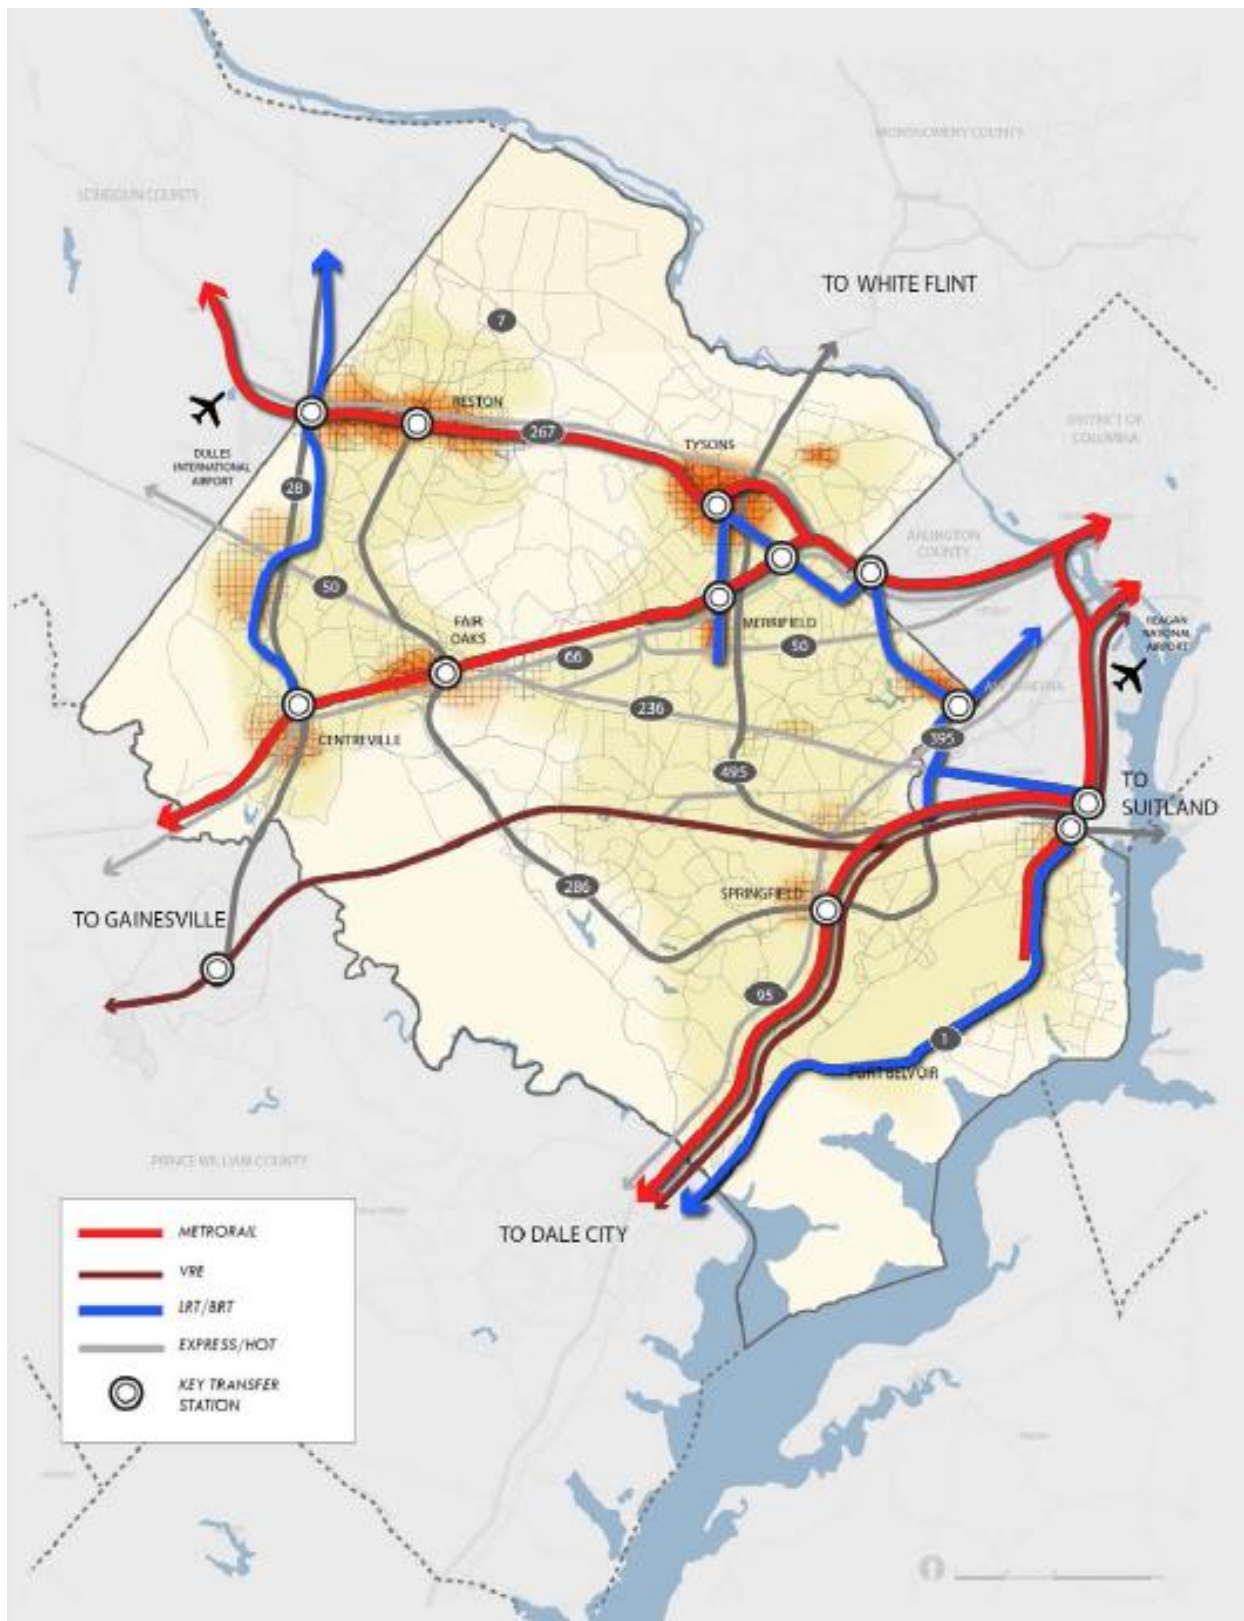 MONTGOMERY COUNTY
LOUDOUN COUNTY
TO WHITE FLINT
7
RESTON
267
DISTRICT OF
COLUMBIA
TYSONS
DULLES
INTERNATIONAL
AIRPORT
28
ARLINGTON
COUNTY
50
FAIR
OAKS
MERRIFIELD
REAGAN
NATIONAL
AIRPORT
66
50
ALEXANDRIA
236
CENTREVILLE
395
495
TO
SUITLAND
286
SPRINGFIELD
TO GAINESVILLE
95
1
FORT BELVOIR
PRINCE WILLIAM COUNTY
TO DALE CITY
METRORAIL
VRE
LRT/BRT
EXPRESS/HOT
KEY TRANSFER
STATION